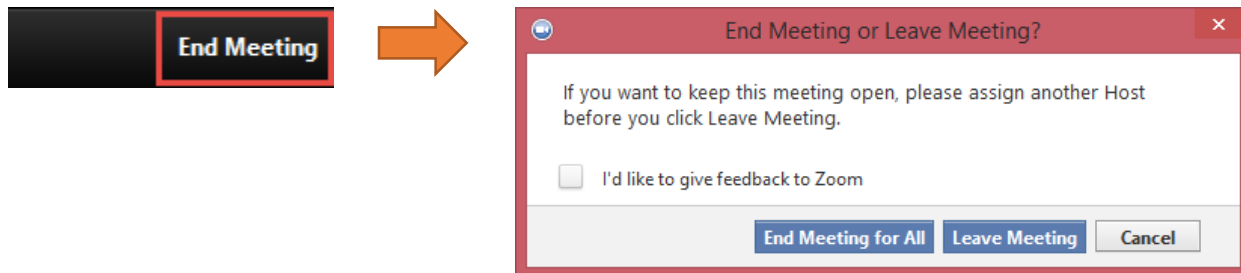 End Meeting
End Meeting or Leave Meeting?
If you want to keep this meeting open, please assign another Host
before you click Leave Meeting.
I'd like to give feedback to Zoom
End Meeting for All Leave Meeting Cancel